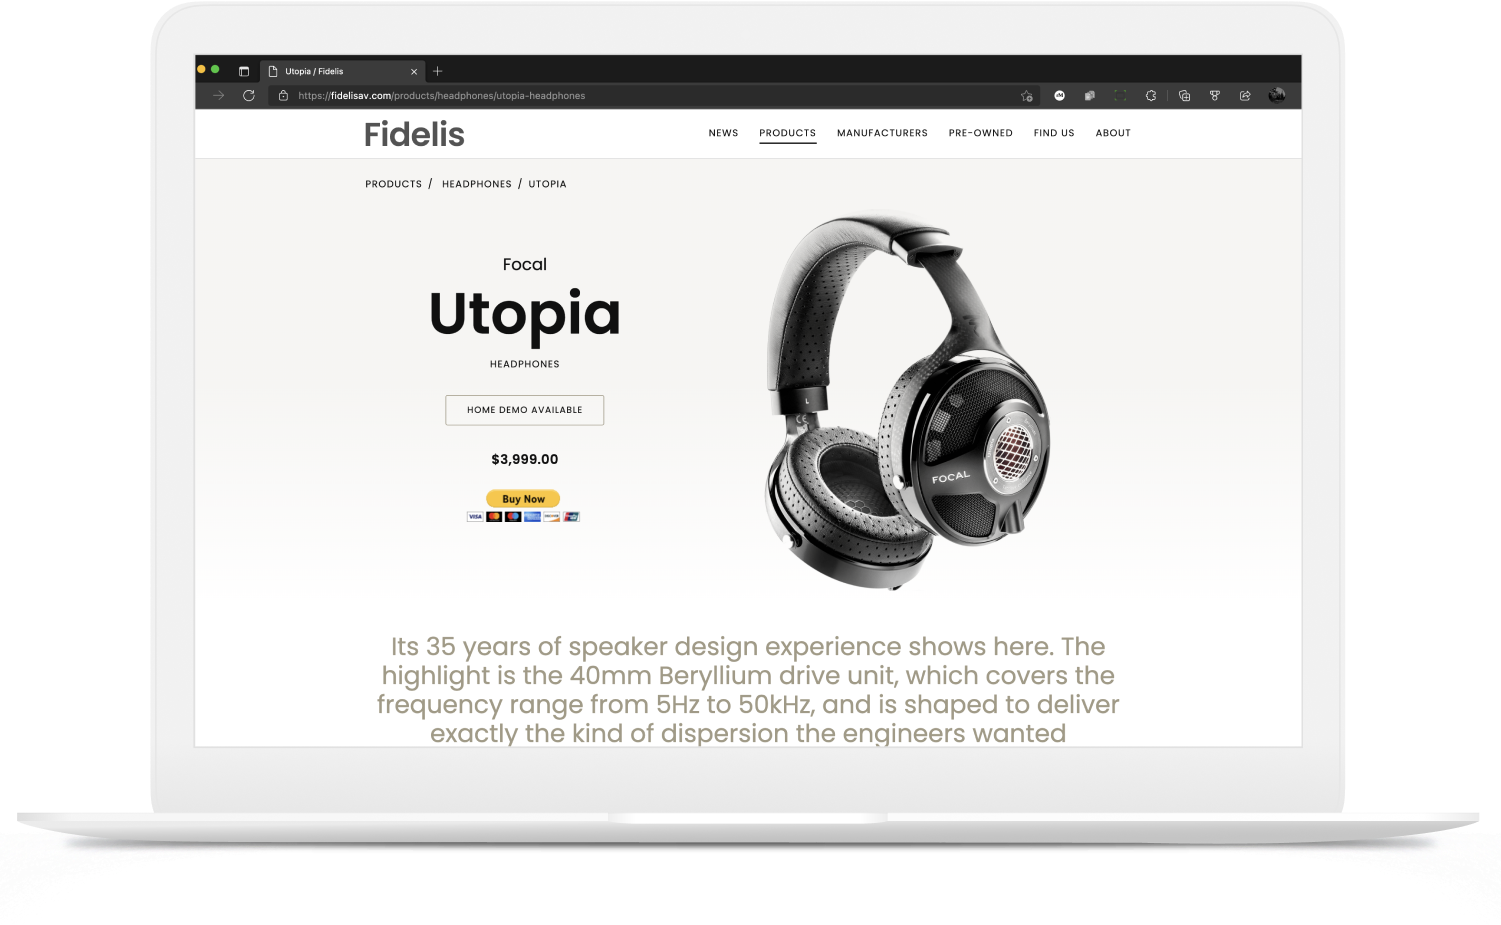 Utopia / Fidelis
https://fidelisav.com/products/headphones/utopia-headphones
Fidelis
NEWS PRODUCTS MANUFACTURERS PRE-OWNED FIND US ABOUT
PRODUCTS / HEADPHONES / UTOPIA
Focal
Utopia
HEADPHONES
HOME DEMO AVAILABLE
$3,999.00
Buy Now
VISA
L
CE
FOCAL
Its 35 years of speaker design experience shows here. The
highlight is the 40mm Beryllium drive unit, which covers the
frequency range from 5Hz to 50kHz, and is shaped to deliver
exactly the kind of dispersion the engineers wanted